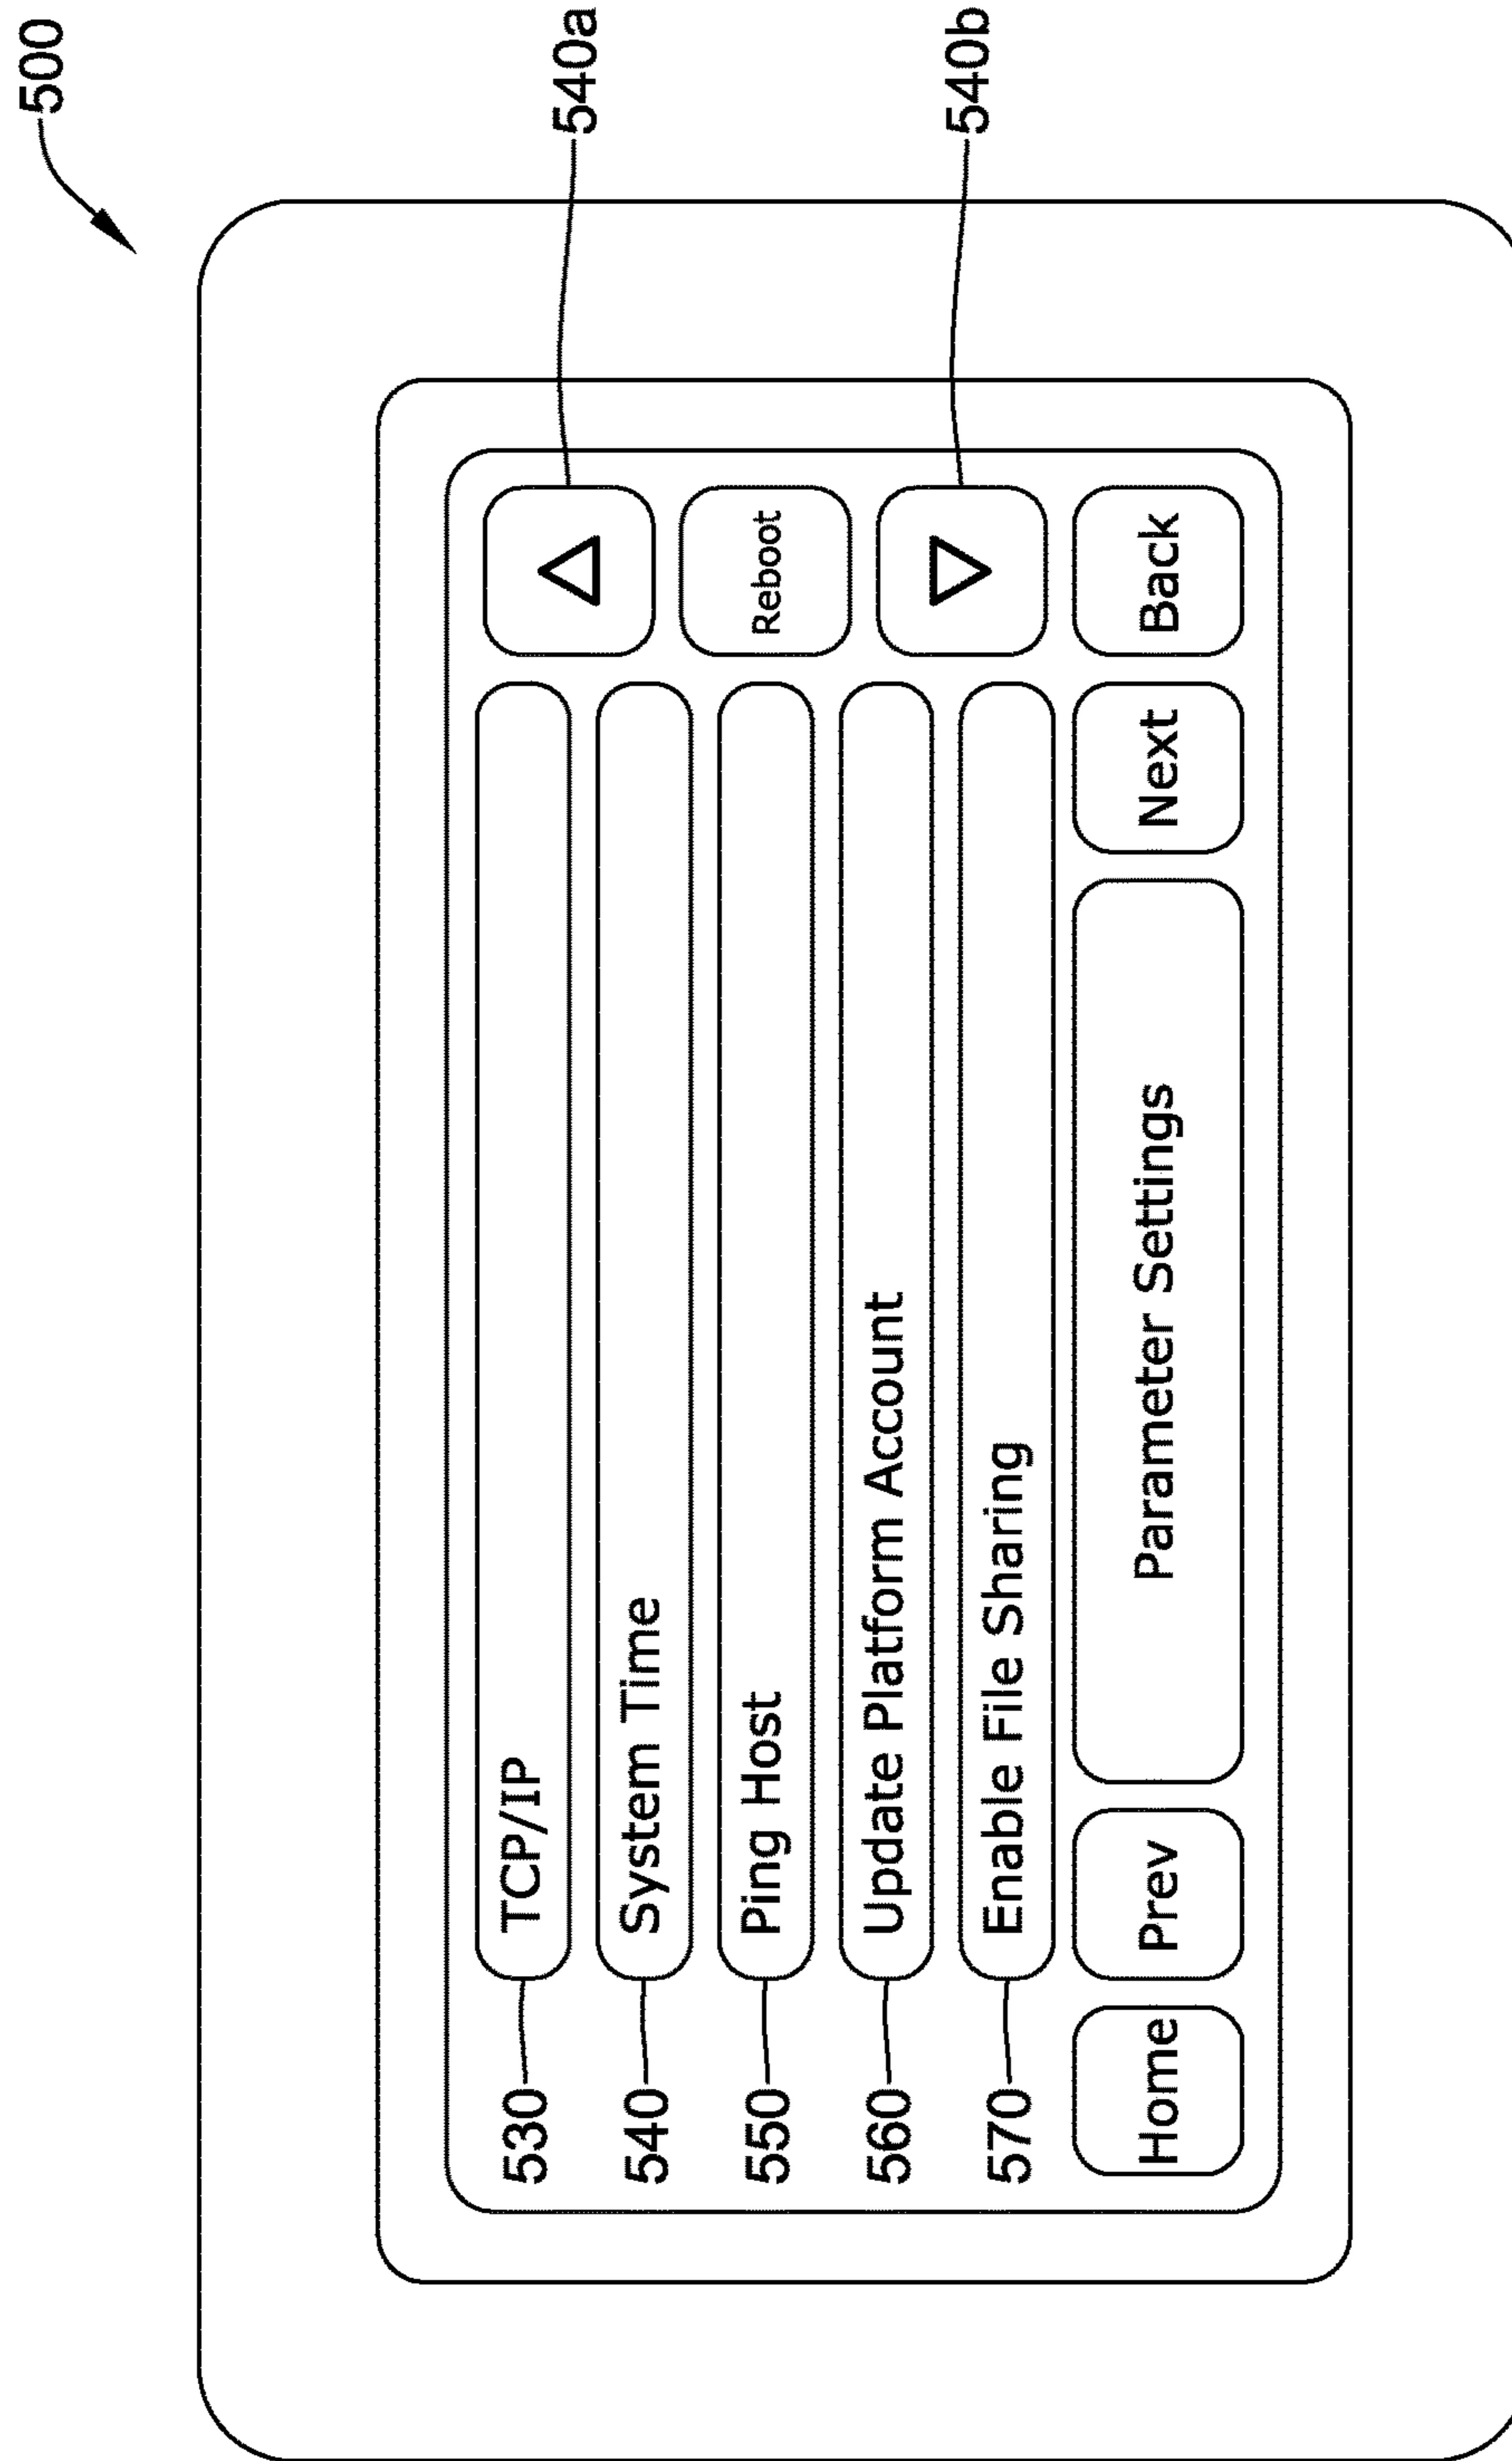 500
530 TCP/IP
540a
540 System Time
550 Ping Host
Reboot
560 Update Platform Account
540b
570 Enable File Sharing
Home Prev Parameter Settings Next Back